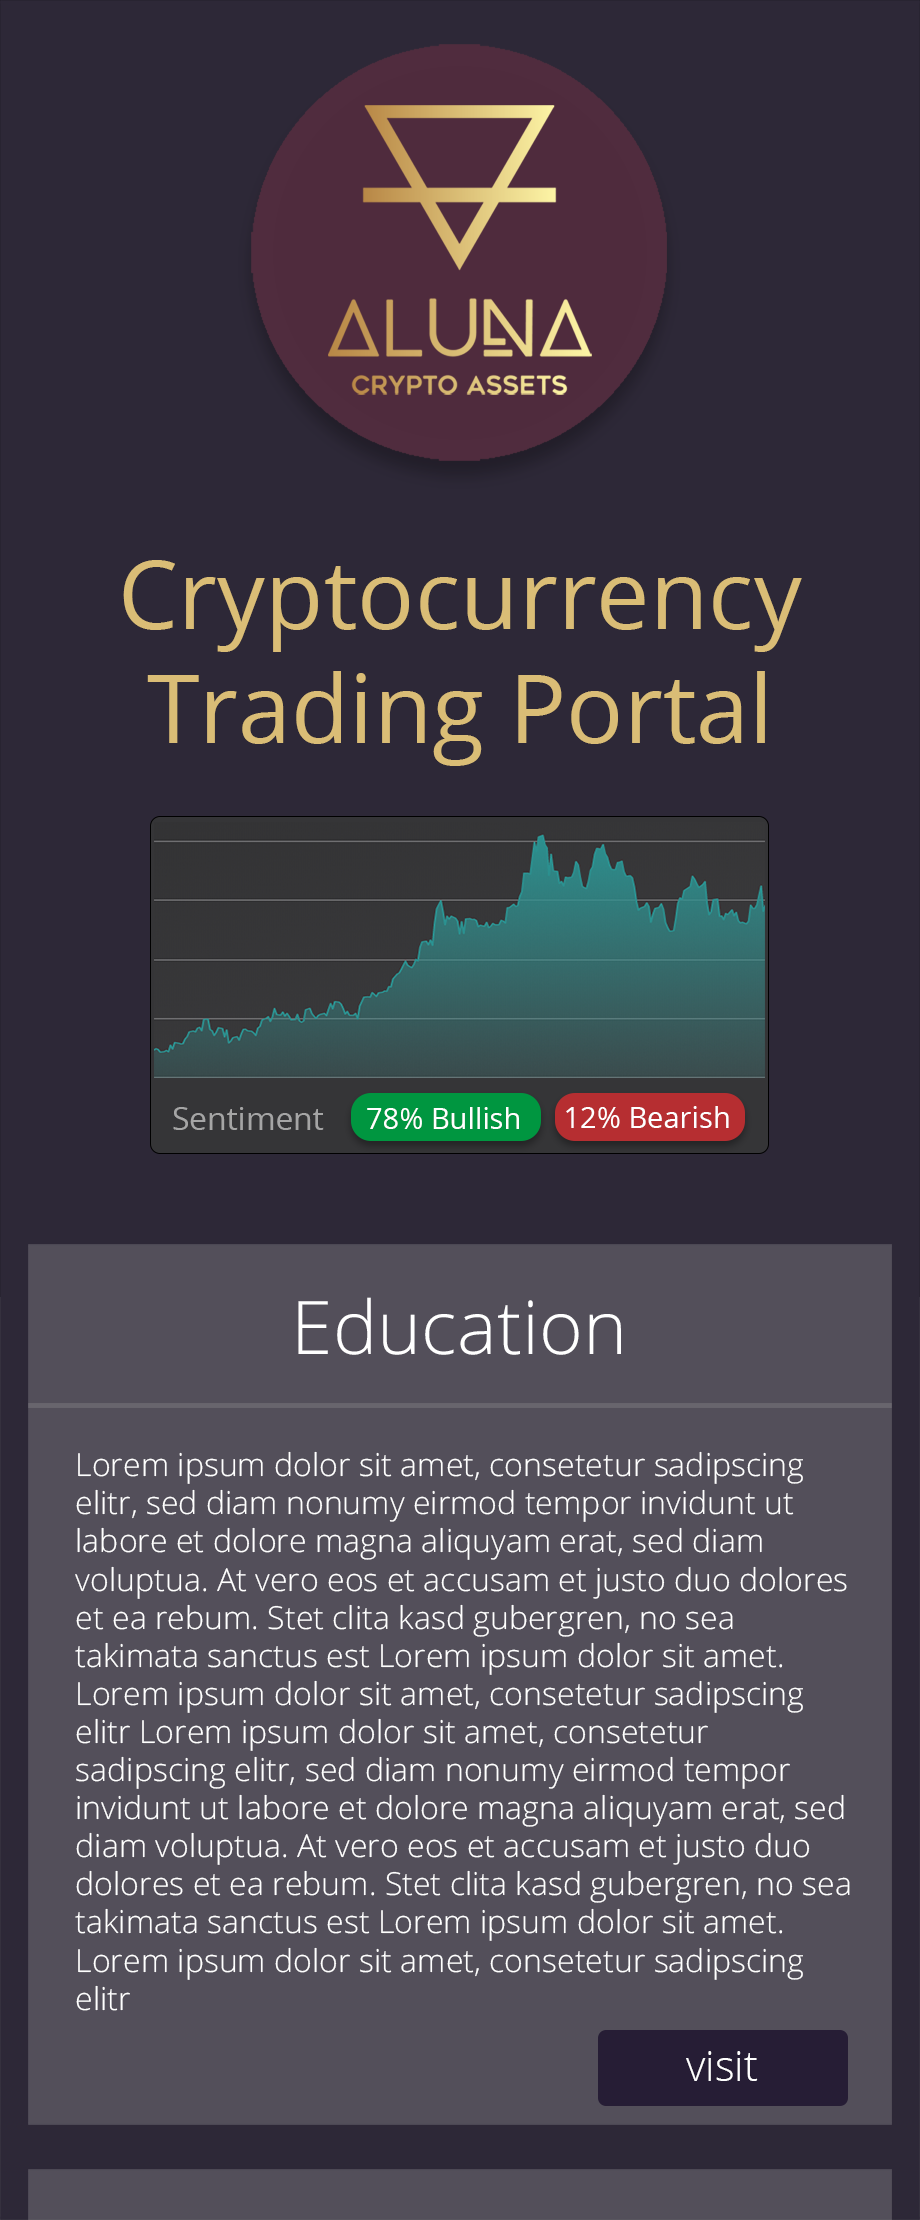 ALUNA
CRYPTO ASSETS
Cryptocurrency
Trading Portal
Sentiment 78% Bullish 12% Bearish
Education
Lorem ipsum dolor sit amet, consetetur sadipscing
elitr, sed diam nonumy eirmod tempor invidunt ut
labore et dolore magna aliquyam erat, sed diam
voluptua. At vero eos et accusam et justo duo dolores
et ea rebum. Stet clita kasd gubergren, no sea
takimata sanctus est Lorem ipsum dolor sit amet.
Lorem ipsum dolor sit amet, consetetur sadipscing
elitr Lorem ipsum dolor sit amet, consetetur
sadipscing elitr, sed diam nonumy eirmod tempor
invidunt ut labore et dolore magna aliquyam erat, sed
diam voluptua. At vero eos et accusam et justo duo
dolores et ea rebum. Stet clita kasd gubergren, no sea
takimata sanctus est Lorem ipsum dolor sit amet.
Lorem ipsum dolor sit amet, consetetur sadipscing
elitr
visit